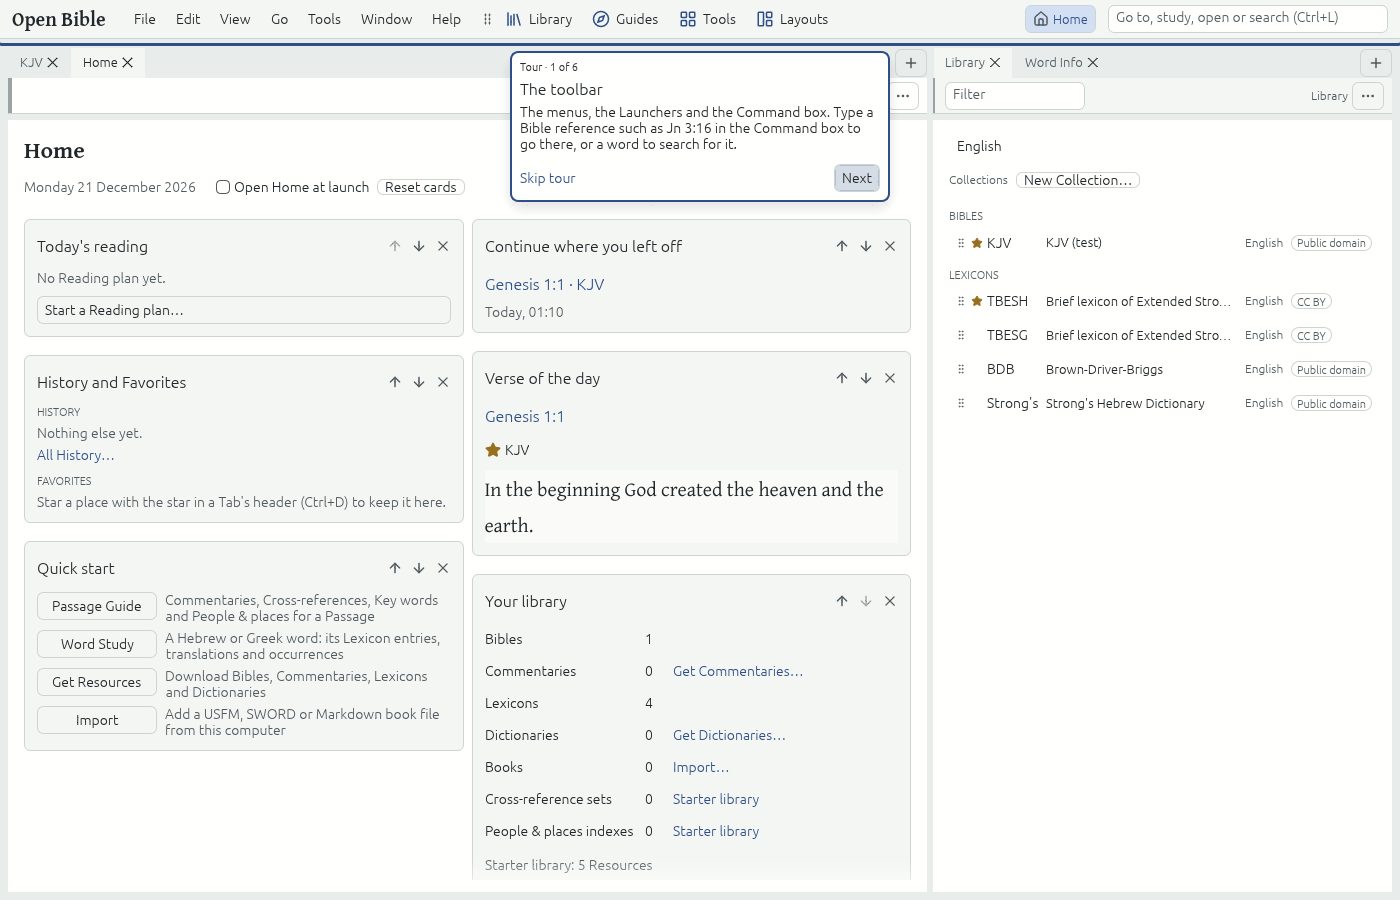 Open Bible
File Edit View Go Tools Window Help
Library Guides Tools Layouts
Home
Go to, study, open or search (Ctrl+L)
KJV
Home
Tour · 1 of 6
The toolbar
The menus, the Launchers and the Command box. Type a
Bible reference such as Jn 3:16 in the Command box to
go there, or a word to search for it.
Skip tour
Next
Home
Monday 21 December 2026
Open Home at launch
Reset cards
Today's reading
No Reading plan yet.
Start a Reading plan…
History and Favorites
HISTORY
Nothing else yet.
All History…
FAVORITES
Star a place with the star in a Tab's header (Ctrl+D) to keep it here.
Quick start
Passage Guide
Commentaries, Cross-references, Key words
and People & places for a Passage
Word Study
A Hebrew or Greek word: its Lexicon entries,
translations and occurrences
Get Resources
Download Bibles, Commentaries, Lexicons
and Dictionaries
Import
Add a USFM, SWORD or Markdown book file
from this computer
Continue where you left off
Genesis 1:1 · KJV
Today, 01:10
Verse of the day
Genesis 1:1
KJV
In the beginning God created the heaven and the
earth.
Your library
Bibles 1
Commentaries 0 Get Commentaries…
Lexicons 4
Dictionaries 0 Get Dictionaries…
Books 0 Import…
Cross-reference sets 0 Starter library
People & places indexes 0 Starter library
Starter library: 5 Resources
Library
Word Info
Filter
Library
English
Collections New Collection…
BIBLES
KJV KJV (test) English Public domain
LEXICONS
TBESH Brief lexicon of Extended Stro… English CC BY
TBESG Brief lexicon of Extended Stro… English CC BY
BDB Brown-Driver-Briggs English Public domain
Strong's Strong's Hebrew Dictionary English Public domain